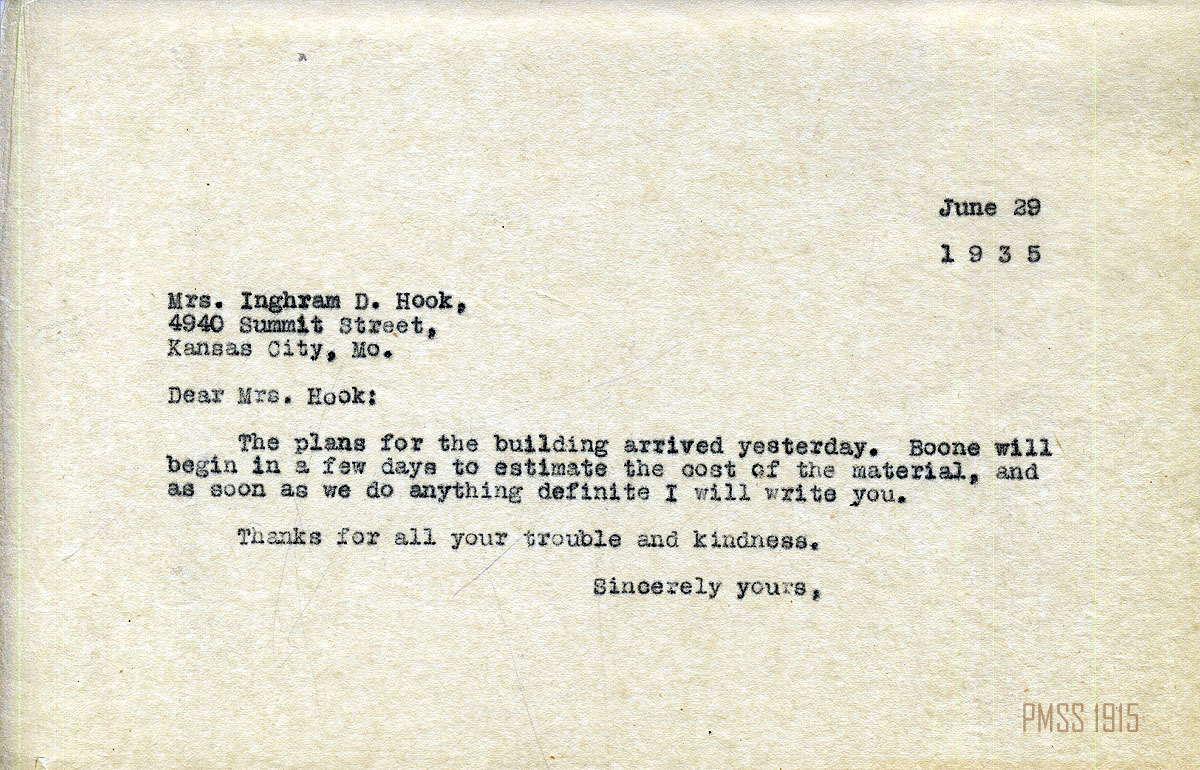 June 29
1 9 3 5
Mrs. Inghram D. Hook,
4940 Summit Street,
Kansas City, Mo.
Dear Mrs. Hook:
The plans for the building arrived yesterday. Boone will
begin in a few days to estimate the cost of the material, and
as soon as we do anything definite I will write you.
Thanks for all your trouble and kindness.
Sincerely yours,
PMSS 1915